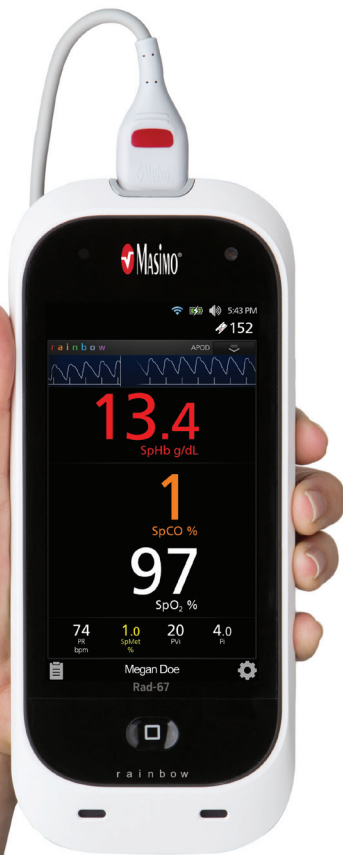 MASIMO®
5:43 PM
152
rainbow
APOD
13.4
SpHb g/dL
1
SpCO %
97
SpO₂ %
74 1.0 20 4.0
PR SpMet PVi Pi
bpm %
Megan Doe
Rad-67
rainbow